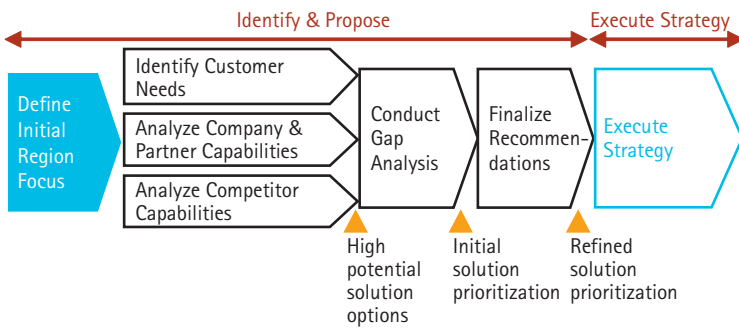 Identify & Propose
Execute Strategy
Define
Initial
Region
Focus
Identify Customer
Needs
Analyze Company &
Partner Capabilities
Analyze Competitor
Capabilities
Conduct
Gap
Analysis
Finalize
Recommen-
dations
Execute
Strategy
High
potential
solution
options
Initial
solution
prioritization
Refined
solution
prioritization